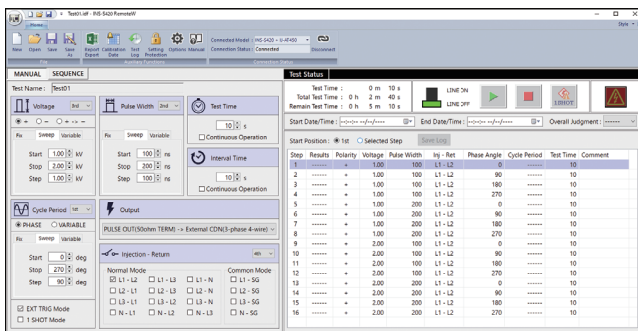 Test01.idf - INS-S420 RemoteW
Home
Style
New Open Save Save As Report Export Calibration Date Test Log Setting Protection Options Manual
Connected Model : INS-S420 + U-AF450
Connection Status : Connected
Disconnect
File Auxiliary Functions Connection Status
MANUAL SEQUENCE
Test Name : Test01
Voltage 3rd
+ - + -> -
Fix Sweep Variable
Start 1.00 kV
Stop 2.00 kV
Step 1.00 kV
Pulse Width 2nd
Fix Sweep Variable
Start 100 ns
Stop 200 ns
Step 100 ns
Test Time
10 s
Continuous Operation
Interval Time
10 s
Continuous Operation
Cycle Period 1st
PHASE VARIABLE
Fix Sweep Variable
Start 0 deg
Stop 270 deg
Step 90 deg
EXT TRIG Mode
1 SHOT Mode
Output
PULSE OUT(50ohm TERM) -> External CDN(3-phase 4-wire)
Injection - Return 4th
Normal Mode Common Mode
L1 - L2 L1 - L3 L1 - N L1 - SG
L2 - L1 L2 - L3 L2 - N L2 - SG
L3 - L1 L3 - L2 L3 - N L3 - SG
N - L1 N - L2 N - L3 N - SG
Test Status
Test Time : 0 m 10 s
Total Test Time : 0 h 2 m 40 s
Remain Test Time : 0 h 5 m 10 s
LINE ON
LINE OFF
1SHOT
Start Date/Time : --:--:-- --/--/---- End Date/Time : --:--:-- --/--/---- Overall Judgment : ------
Start Position : 1st Selected Step Save Log
Step Results Polarity Voltage Pulse Width Inj - Ret Phase Angle Cycle Period Test Time Comment
1 ------ + 1.00 100 L1 - L2 0 ------ 10
2 ------ + 1.00 100 L1 - L2 90 ------ 10
3 ------ + 1.00 100 L1 - L2 180 ------ 10
4 ------ + 1.00 100 L1 - L2 270 ------ 10
5 ------ + 1.00 200 L1 - L2 0 ------ 10
6 ------ + 1.00 200 L1 - L2 90 ------ 10
7 ------ + 1.00 200 L1 - L2 180 ------ 10
8 ------ + 1.00 200 L1 - L2 270 ------ 10
9 ------ + 2.00 100 L1 - L2 0 ------ 10
10 ------ + 2.00 100 L1 - L2 90 ------ 10
11 ------ + 2.00 100 L1 - L2 180 ------ 10
12 ------ + 2.00 100 L1 - L2 270 ------ 10
13 ------ + 2.00 200 L1 - L2 0 ------ 10
14 ------ + 2.00 200 L1 - L2 90 ------ 10
15 ------ + 2.00 200 L1 - L2 180 ------ 10
16 ------ + 2.00 200 L1 - L2 270 ------ 10